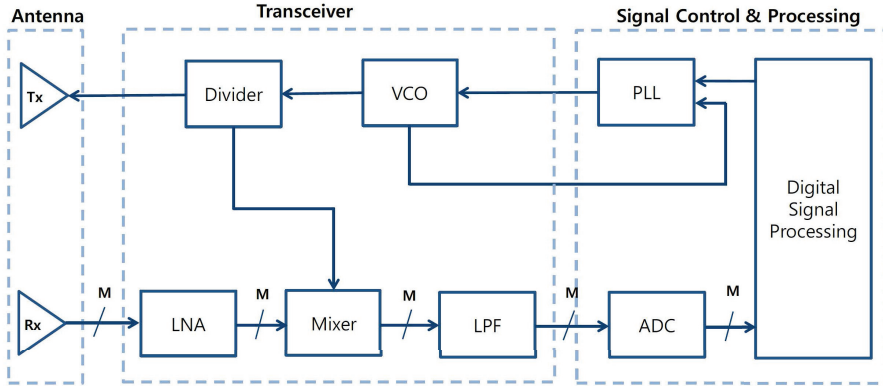 Antenna
Transceiver
Signal Control & Processing
Tx
Divider
VCO
PLL
Digital
Signal
Processing
Rx
M
LNA
M
Mixer
M
LPF
M
ADC
M